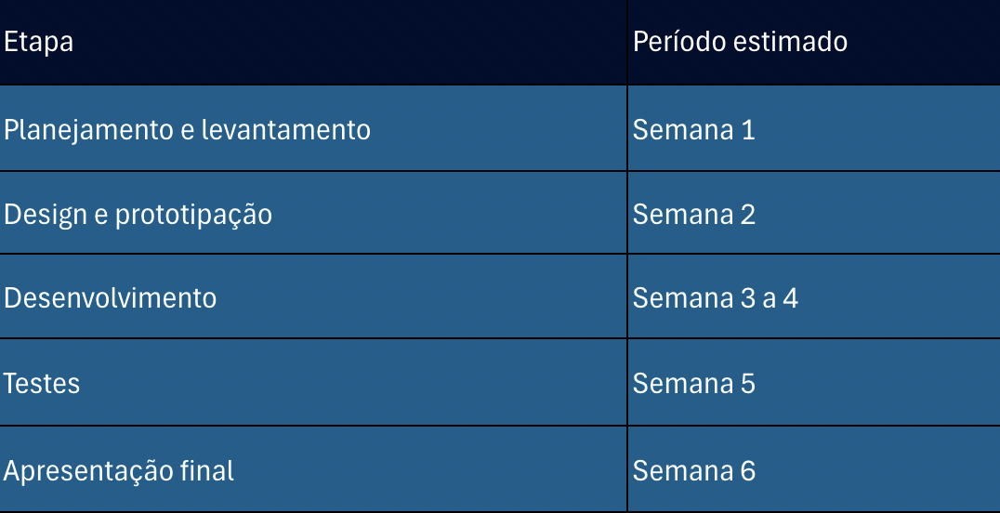 Etapa Período estimado
Planejamento e levantamento Semana 1
Design e prototipação Semana 2
Desenvolvimento Semana 3 a 4
Testes Semana 5
Apresentação final Semana 6